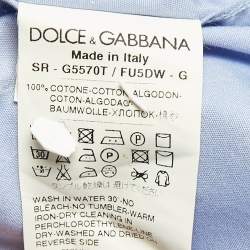 DOLCE & GABBANA
Made in Italy
SR - G5570T / FU5DW - G
100% COTONE-COTTON-ALGODON-
COTON-ALGODAO-
BAUMWOLLE-ХЛОПОК-
WASH IN WATER 30°-NO
BLEACH-NO TUMBLER-WARM
IRON-DRY CLEANING IN
PERCHLOROETHYLENE-LINE
DRY-WASHED AND DRIED
REVERSE SIDE